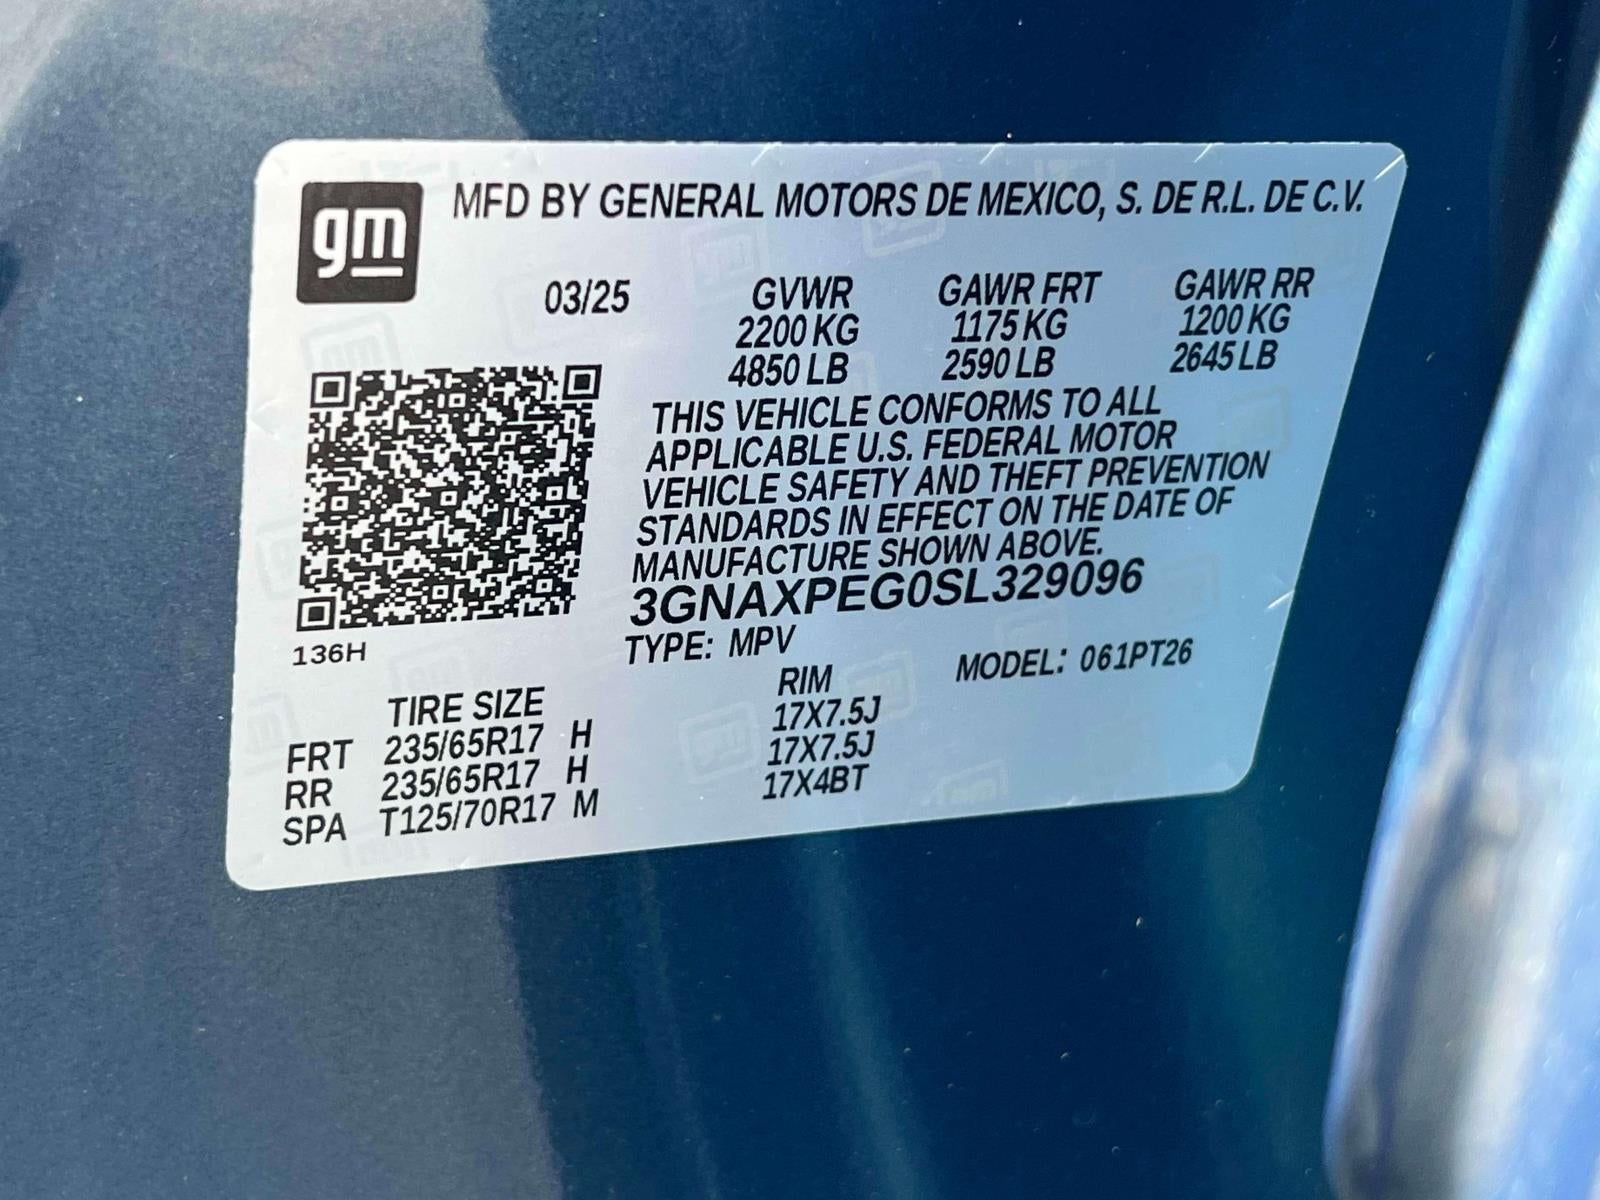 gm
MFD BY GENERAL MOTORS DE MEXICO, S. DE R.L. DE C.V.
03/25 GVWR GAWR FRT GAWR RR
2200 KG 1175 KG 1200 KG
4850 LB 2590 LB 2645 LB
THIS VEHICLE CONFORMS TO ALL
APPLICABLE U.S. FEDERAL MOTOR
VEHICLE SAFETY AND THEFT PREVENTION
STANDARDS IN EFFECT ON THE DATE OF
MANUFACTURE SHOWN ABOVE.
3GNAXPEG0SL329096
136H
TYPE: MPV MODEL: 061PT26
TIRE SIZE RIM
FRT 235/65R17 H 17X7.5J
RR 235/65R17 H 17X7.5J
SPA T125/70R17 M 17X4BT